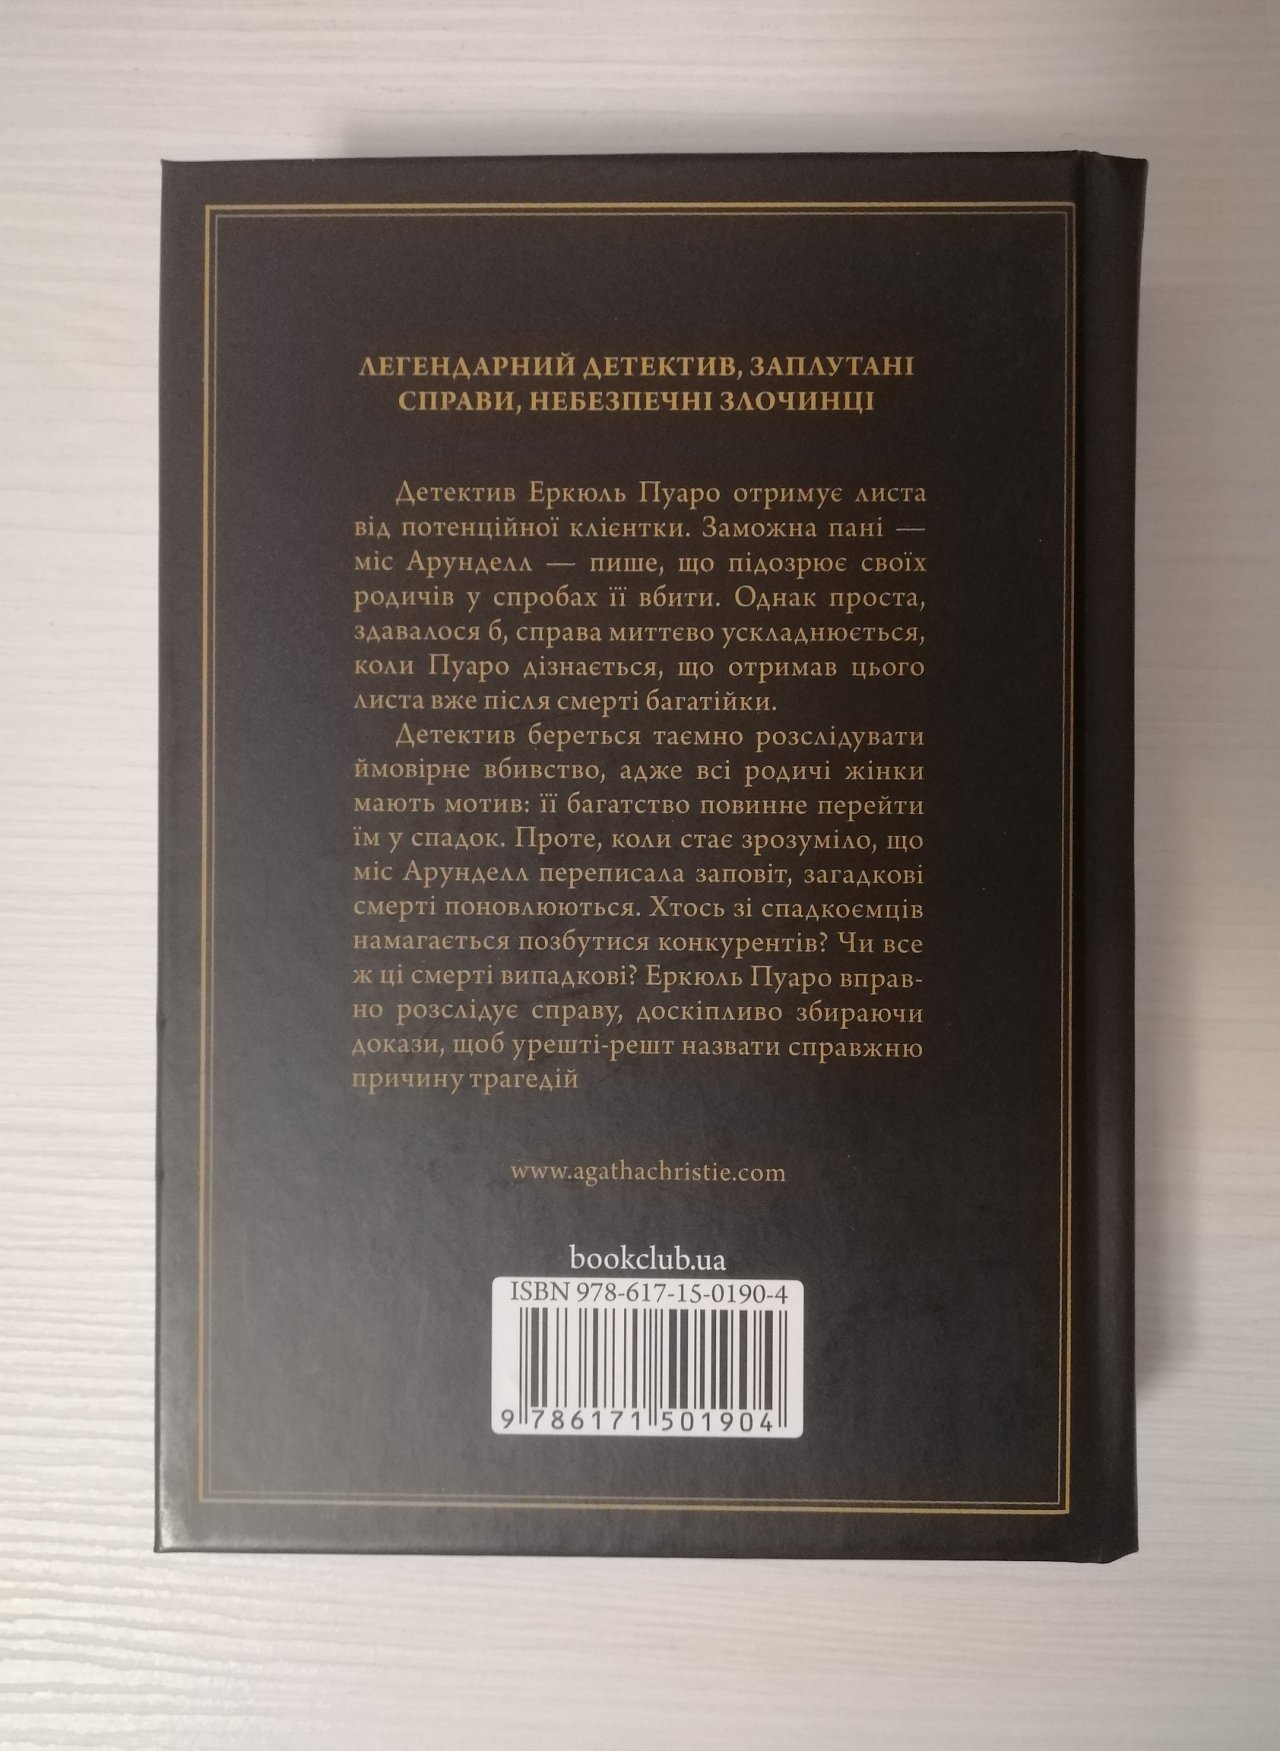 ЛЕГЕНДАРНИЙ ДЕТЕКТИВ, ЗАПЛУТАНІ
СПРАВИ, НЕБЕЗПЕЧНІ ЗЛОЧИНЦІ
Детектив Еркюль Пуаро отримує листа
від потенційної клієнтки. Заможна пані —
міс Арунделл — пише, що підозрює своїх
родичів у спробах її вбити. Однак проста,
здавалося б, справа миттєво ускладнюється,
коли Пуаро дізнається, що отримав цього
листа вже після смерті багатійки.
Детектив береться таємно розслідувати
ймовірне вбивство, адже всі родичі жінки
мають мотив: її багатство повинне перейти
їм у спадок. Проте, коли стає зрозуміло, що
міс Арунделл переписала заповіт, загадкові
смерті поновлюються. Хтось зі спадкоємців
намагається позбутися конкурентів? Чи все
ж ці смерті випадкові? Еркюль Пуаро вправ-
но розслідує справу, доскіпливо збираючи
докази, щоб урешті-решт назвати справжню
причину трагедій
www.agathachristie.com
bookclub.ua
ISBN 978-617-15-0190-4
9 786171 501904